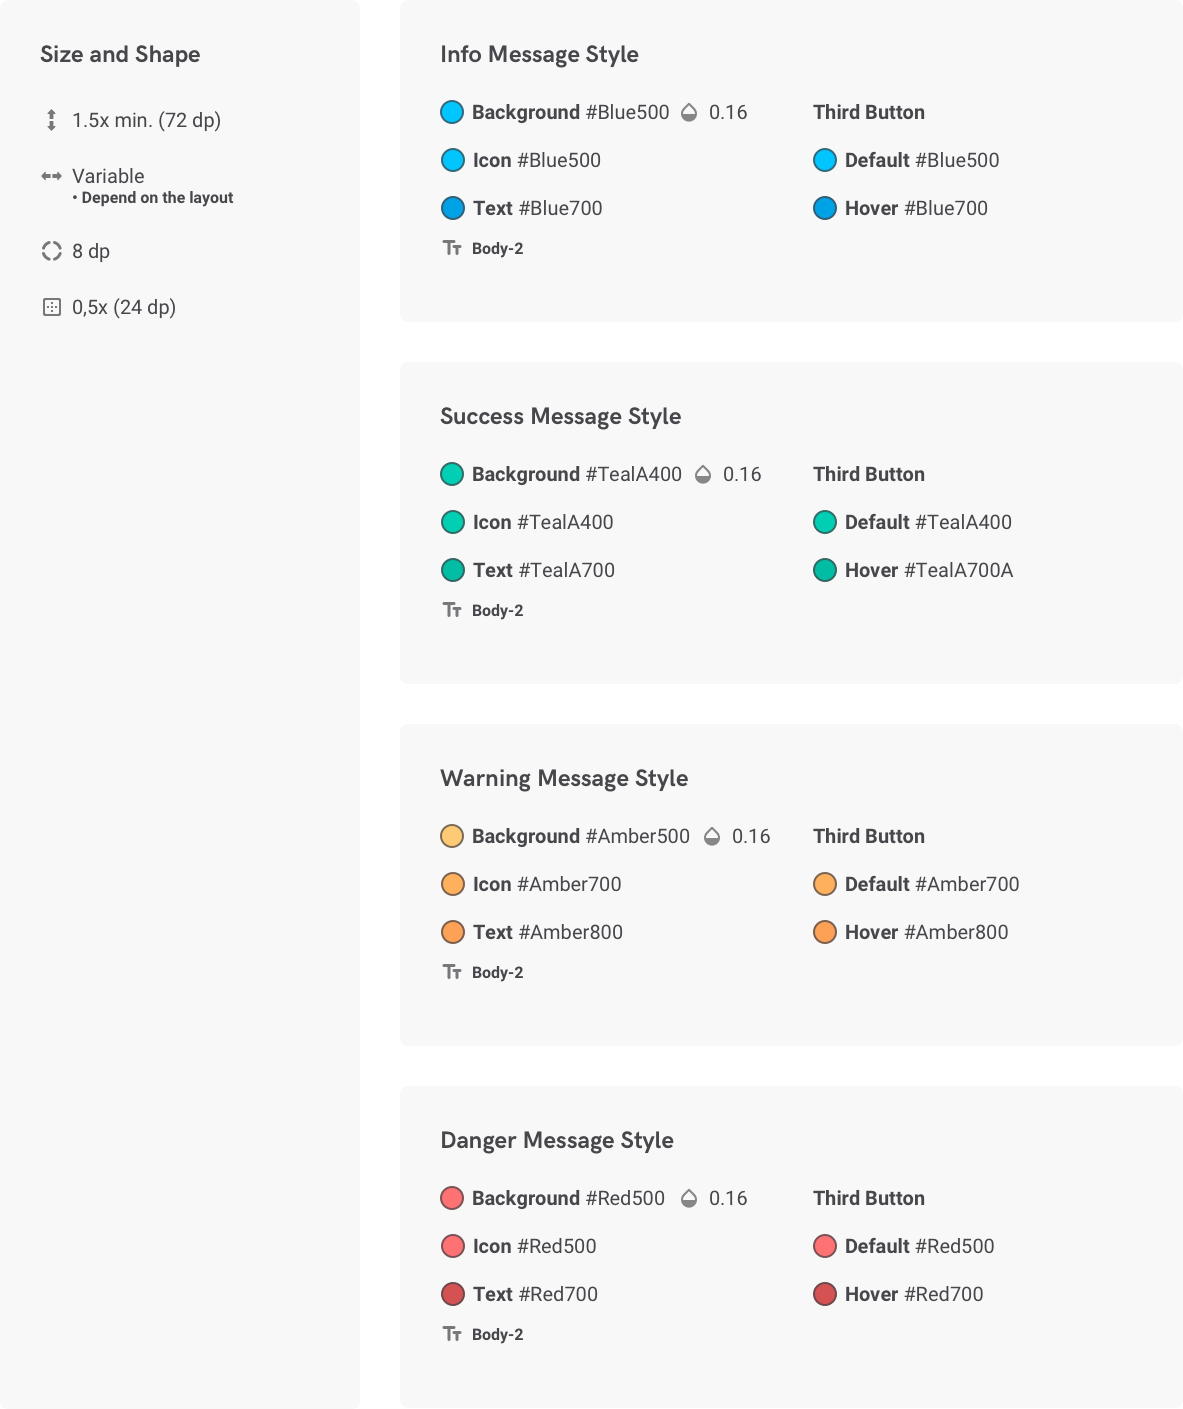 Size and Shape
1.5x min. (72 dp)
Variable
• Depend on the layout
8 dp
0,5x (24 dp)
Info Message Style
Background #Blue500 0.16
Icon #Blue500
Text #Blue700
Body-2
Third Button
Default #Blue500
Hover #Blue700
Success Message Style
Background #TealA400 0.16
Icon #TealA400
Text #TealA700
Body-2
Third Button
Default #TealA400
Hover #TealA700A
Warning Message Style
Background #Amber500 0.16
Icon #Amber700
Text #Amber800
Body-2
Third Button
Default #Amber700
Hover #Amber800
Danger Message Style
Background #Red500 0.16
Icon #Red500
Text #Red700
Body-2
Third Button
Default #Red500
Hover #Red700